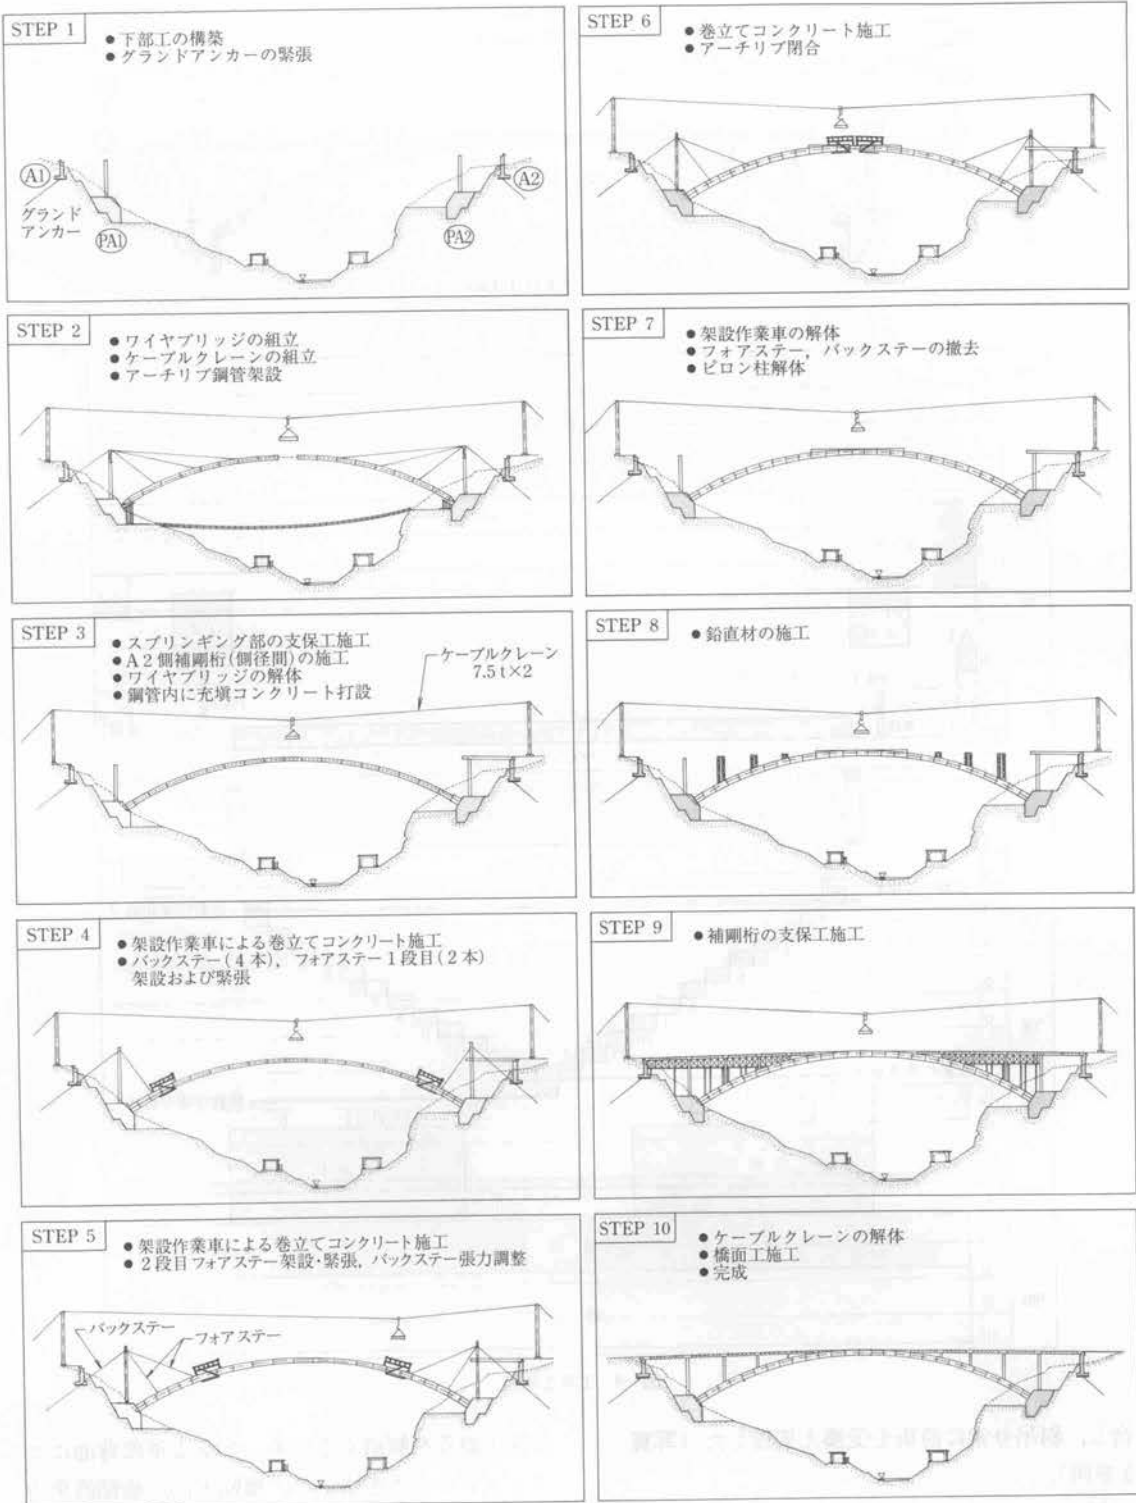 STEP 1
● 下部工の構築
● グランドアンカーの緊張
A1
グランド
アンカー
PA1
PA2
A2
STEP 2
● ワイヤブリッジの組立
● ケーブルクレーンの組立
● アーチリブ鋼管架設
STEP 3
● スプリンギング部の支保工施工
● A2側補剛桁(側径間)の施工
● ワイヤブリッジの解体
● 鋼管内に充塡コンクリート打設
ケーブルクレーン
7.5t×2
STEP 4
● 架設作業車による巻立てコンクリート施工
● バックステー(4本),フォアステー1段目(2本)
架設および緊張
STEP 5
● 架設作業車による巻立てコンクリート施工
● 2段目フォアステー架設・緊張,バックステー張力調整
バックステー
フォアステー
STEP 6
● 巻立てコンクリート施工
● アーチリブ閉合
STEP 7
● 架設作業車の解体
● フォアステー,バックステーの撤去
● ピロン柱解体
STEP 8
● 鉛直材の施工
STEP 9
● 補剛桁の支保工施工
STEP 10
● ケーブルクレーンの解体
● 橋面工施工
● 完成